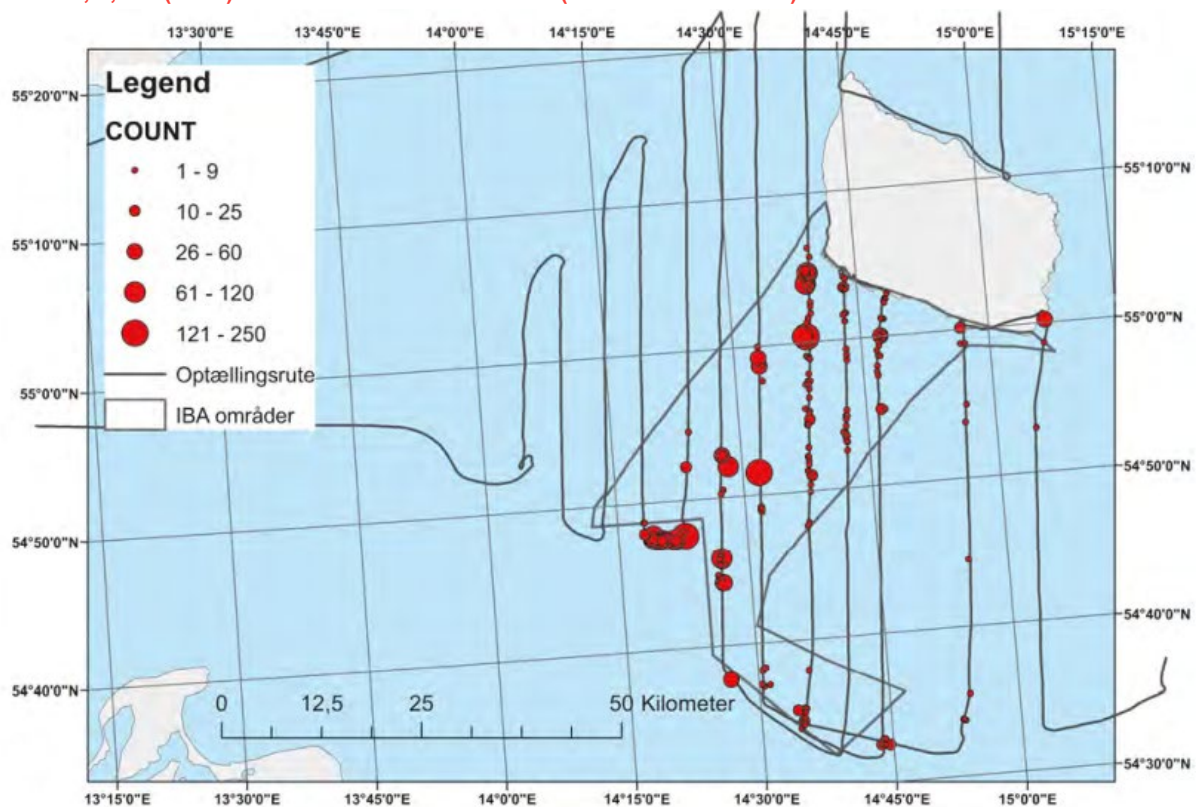 13°30'0"E 13°45'0"E 14°0'0"E 14°15'0"E 14°30'0"E 14°45'0"E 15°0'0"E 15°15'0"E
Legend
COUNT
1 - 9
10 - 25
26 - 60
61 - 120
121 - 250
Optællingsrute
IBA områder
55°20'0"N
55°10'0"N
55°0'0"N
54°50'0"N
54°40'0"N
55°10'0"N
55°0'0"N
54°50'0"N
54°40'0"N
54°30'0"N
0 12,5 25 50 Kilometer
13°15'0"E 13°30'0"E 13°45'0"E 14°0'0"E 14°15'0"E 14°30'0"E 14°45'0"E 15°0'0"E